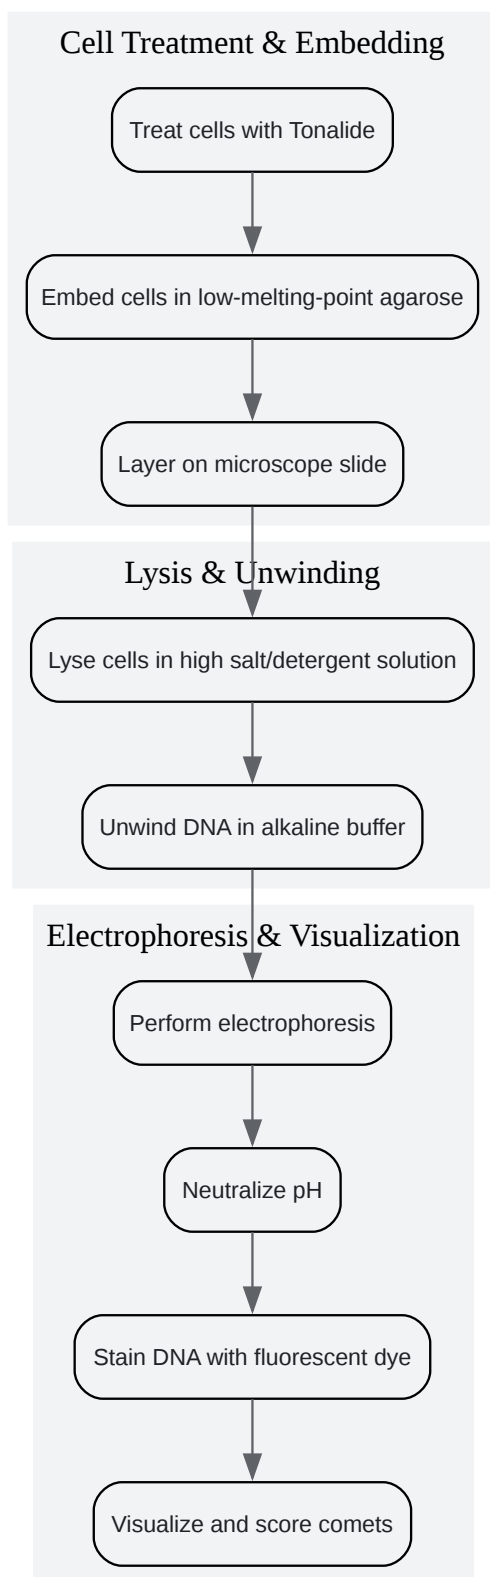 Cell Treatment & Embedding
Treat cells with Tonalide
Embed cells in low-melting-point agarose
Layer on microscope slide
Lysis & Unwinding
Lyse cells in high salt/detergent solution
Unwind DNA in alkaline buffer
Electrophoresis & Visualization
Perform electrophoresis
Neutralize pH
Stain DNA with fluorescent dye
Visualize and score comets